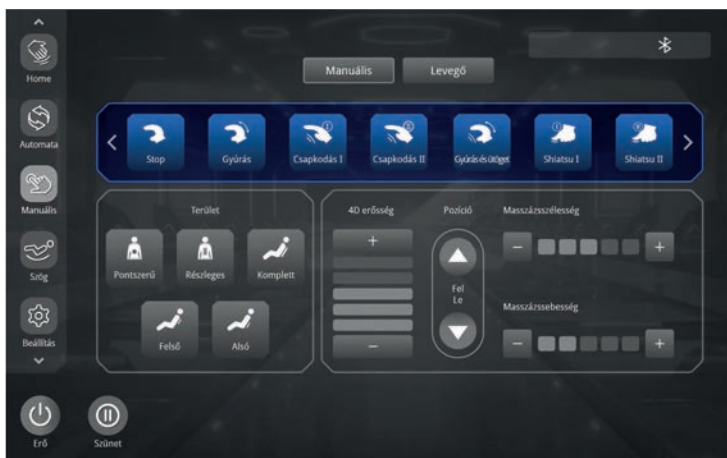 Manuális
Levegő
Home
Automata
Manuális
Szög
Beállítás
Stop
Gyúrás
Csapkodás I
Csapkodás II
Gyúrás és ütöget
Shiatsu I
Shiatsu II
Terület
Pontszerű
Részleges
Komplett
Felső
Alsó
4D erősség
+
−
Pozíció
Fel
Le
Masszázsszélesség
− +
Masszázssebesség
− +
Erő
Szünet